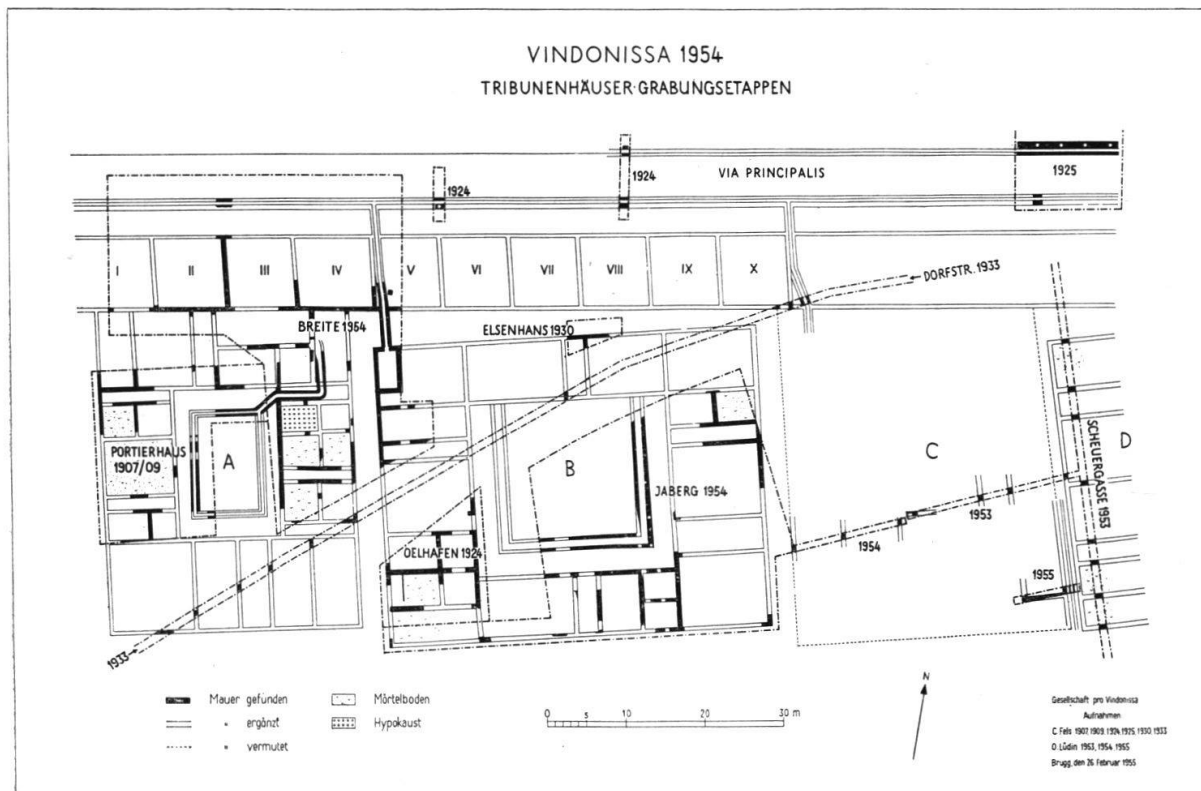 VINDONISSA 1954
TRIBUNENHÄUSER·GRABUNGSETAPPEN
1924
1924
VIA PRINCIPALIS
1925
I II III IV V VI VII VIII IX X
DORFSTR. 1933
BREITE 1954
ELSENHANS 1930
PORTIERHAUS
1907/09
A
B
C
D
JABERG 1954
SCHEUERGASSE 1953
1953
1954
OELHAFEN 1924
1955
1933
Mauer gefunden
" ergänzt
" vermutet
Mörtelboden
Hypokaust
0 5 10 20 30 m
N
Gesellschaft pro Vindonissa
Aufnahmen
C. Fels 1907, 1909, 1924, 1925, 1930, 1933
O. Lüdin 1953, 1954, 1955
Brugg, den 26 Februar 1955